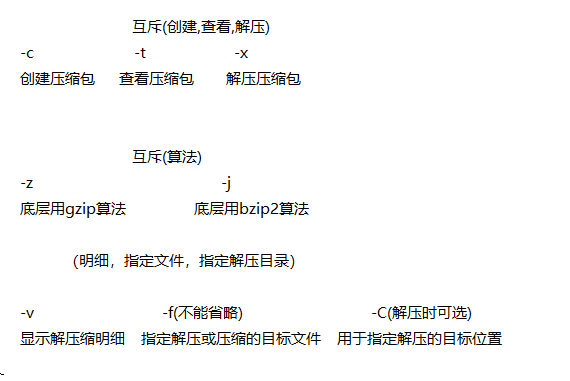 互斥(创建,查看,解压)
-c -t -x
创建压缩包 查看压缩包 解压压缩包
互斥(算法)
-z -j
底层用gzip算法 底层用bzip2算法
(明细，指定文件，指定解压目录)
-v -f(不能省略) -C(解压时可选)
显示解压缩明细 指定解压或压缩的目标文件 用于指定解压的目标位置